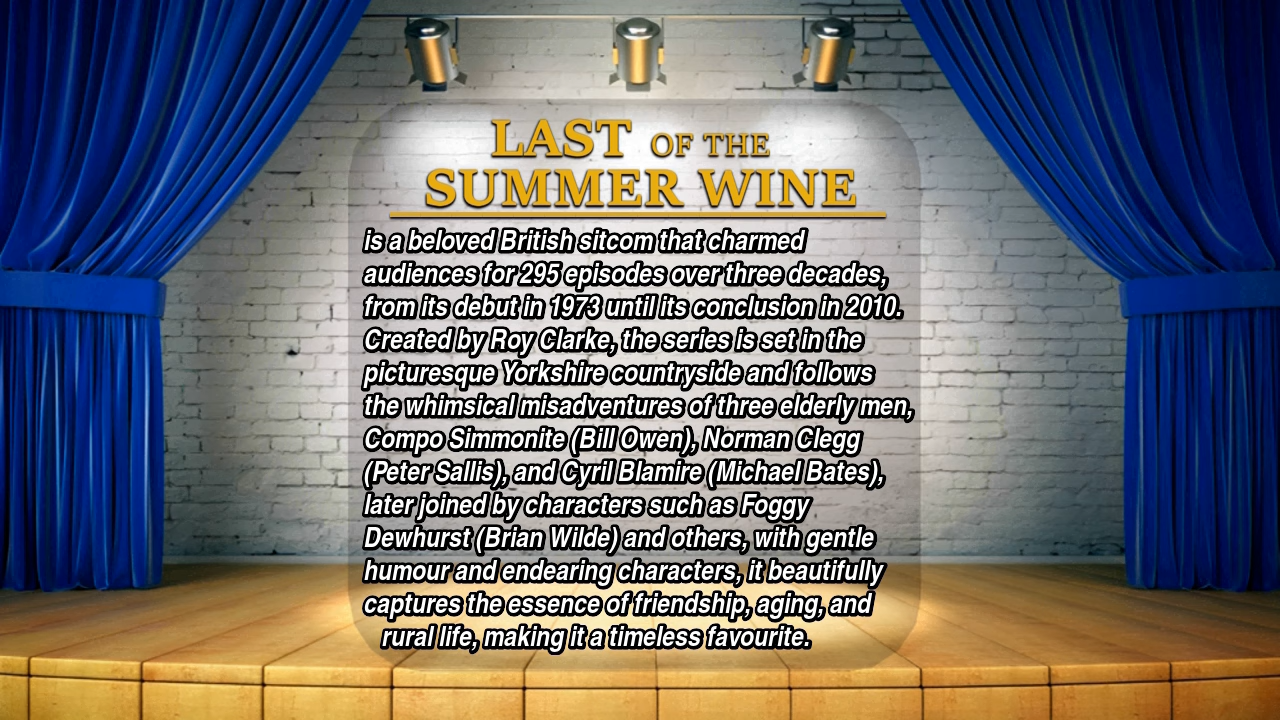 LAST OF THE
SUMMER WINE
is a beloved British sitcom that charmed
audiences for 295 episodes over three decades,
from its debut in 1973 until its conclusion in 2010.
Created by Roy Clarke, the series is set in the
picturesque Yorkshire countryside and follows
the whimsical misadventures of three elderly men,
Compo Simmonite (Bill Owen), Norman Clegg
(Peter Sallis), and Cyril Blamire (Michael Bates),
later joined by characters such as Foggy
Dewhurst (Brian Wilde) and others, with gentle
humour and endearing characters, it beautifully
captures the essence of friendship, aging, and
rural life, making it a timeless favourite.